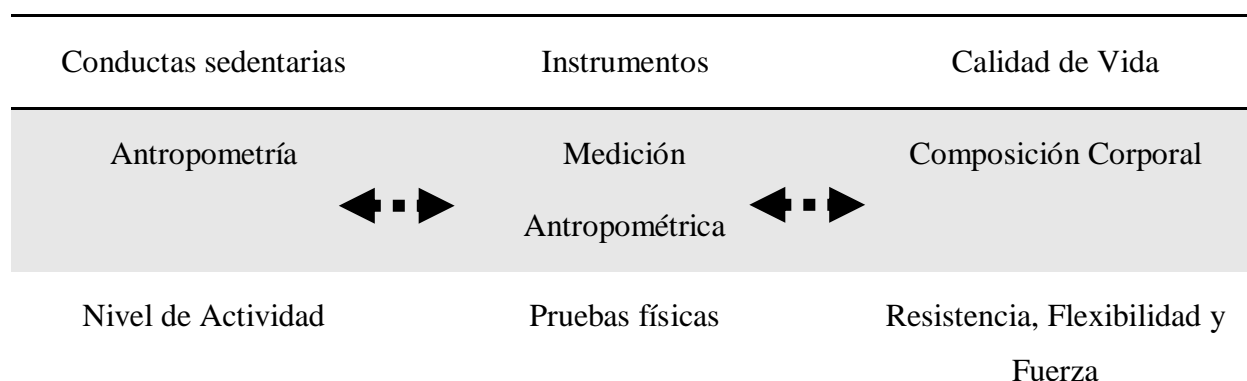 Conductas sedentarias Instrumentos Calidad de Vida
Antropometría Medición Composición Corporal
Antropométrica
Nivel de Actividad Pruebas físicas Resistencia, Flexibilidad y
Fuerza